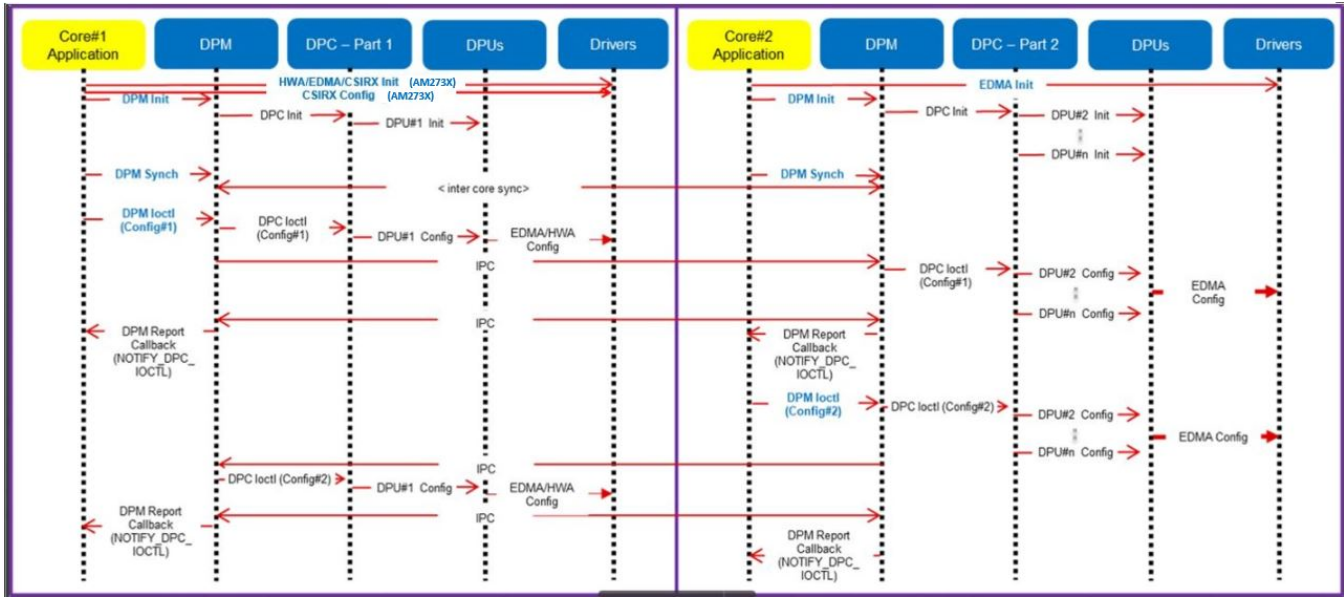 Core#1
Application
DPM
DPC – Part 1
DPUs
Drivers
HWA/EDMA/CSIRX Init (AM273X)
CSIRX Config (AM273X)
DPM Init
DPC Init
DPU#1 Init
DPM Synch
< inter core sync>
DPM Ioctl
(Config#1)
DPC Ioctl
(Config#1)
DPU#1 Config
EDMA/HWA
Config
IPC
IPC
DPM Report
Callback
(NOTIFY_DPC_
IOCTL)
IPC
DPC Ioctl (Config#2)
DPU#1 Config
EDMA/HWA
Config
IPC
DPM Report
Callback
(NOTIFY_DPC_
IOCTL)
Core#2
Application
DPM
DPC – Part 2
DPUs
Drivers
EDMA Init
DPM Init
DPC Init
DPU#2 Init
DPU#n Init
DPM Synch
DPC Ioctl
(Config#1)
DPU#2 Config
DPU#n Config
EDMA
Config
DPM Report
Callback
(NOTIFY_DPC_
IOCTL)
DPM Ioctl
(Config#2)
DPC Ioctl (Config#2)
DPU#2 Config
DPU#n Config
EDMA Config
DPM Report
Callback
(NOTIFY_DPC_
IOCTL)